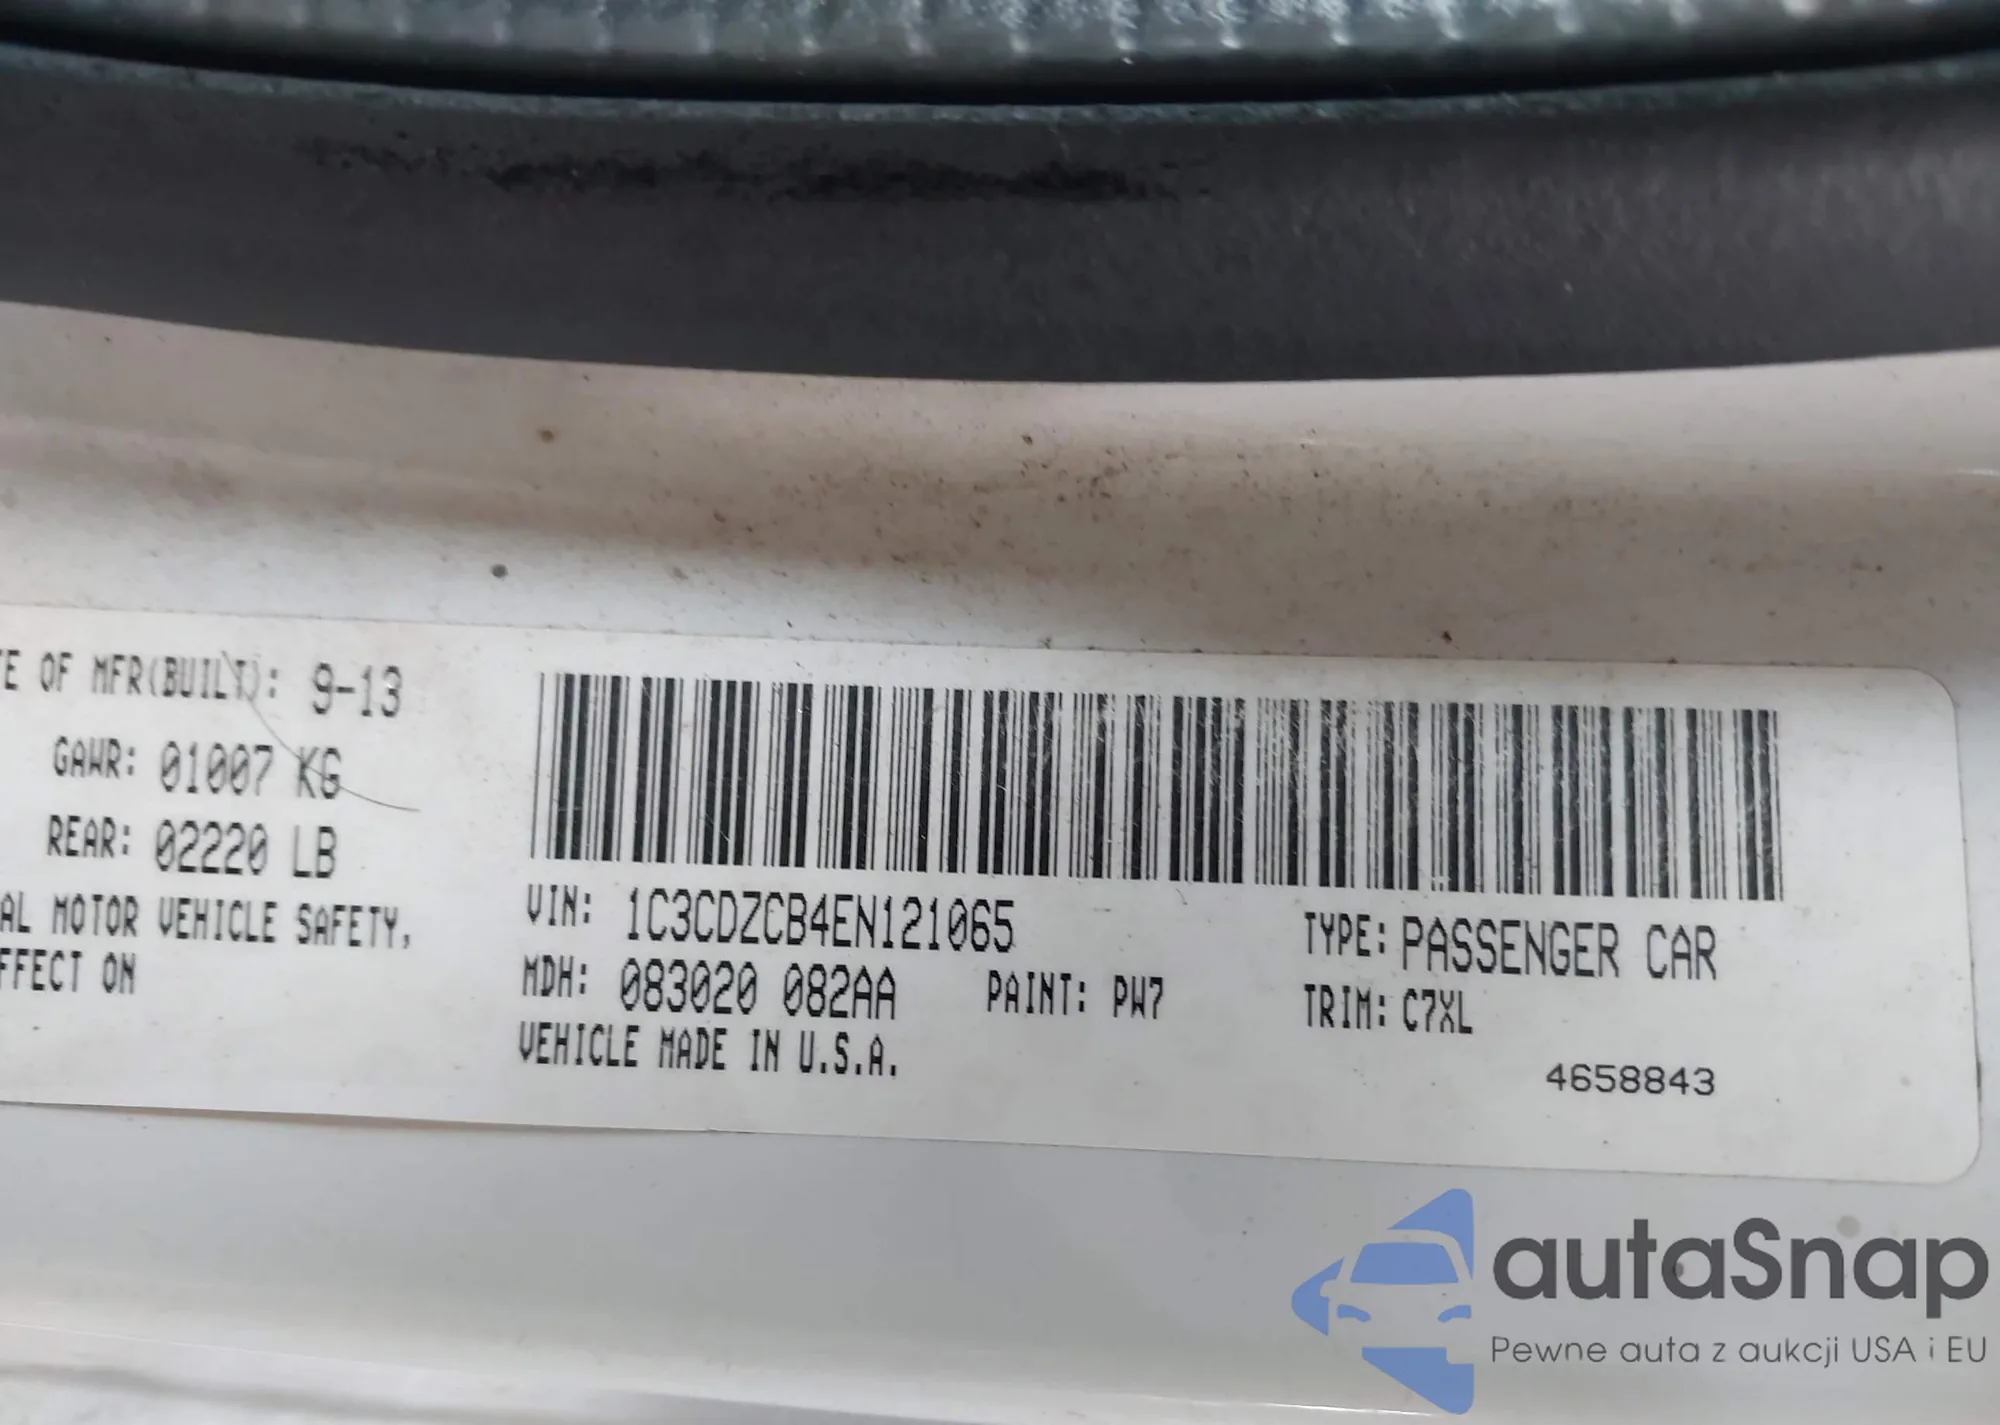 TE OF MFR(BUILT): 9-13
GAWR: 01007 KG
REAR: 02220 LB
AL MOTOR VEHICLE SAFETY,
FFECT ON
VIN: 1C3CDZCB4EN121065
TYPE: PASSENGER CAR
MDH: 083020 082AA
PAINT: PW7
TRIM: C7XL
VEHICLE MADE IN U.S.A.
4658843
autaSnap
Pewne auta z aukcji USA i EU